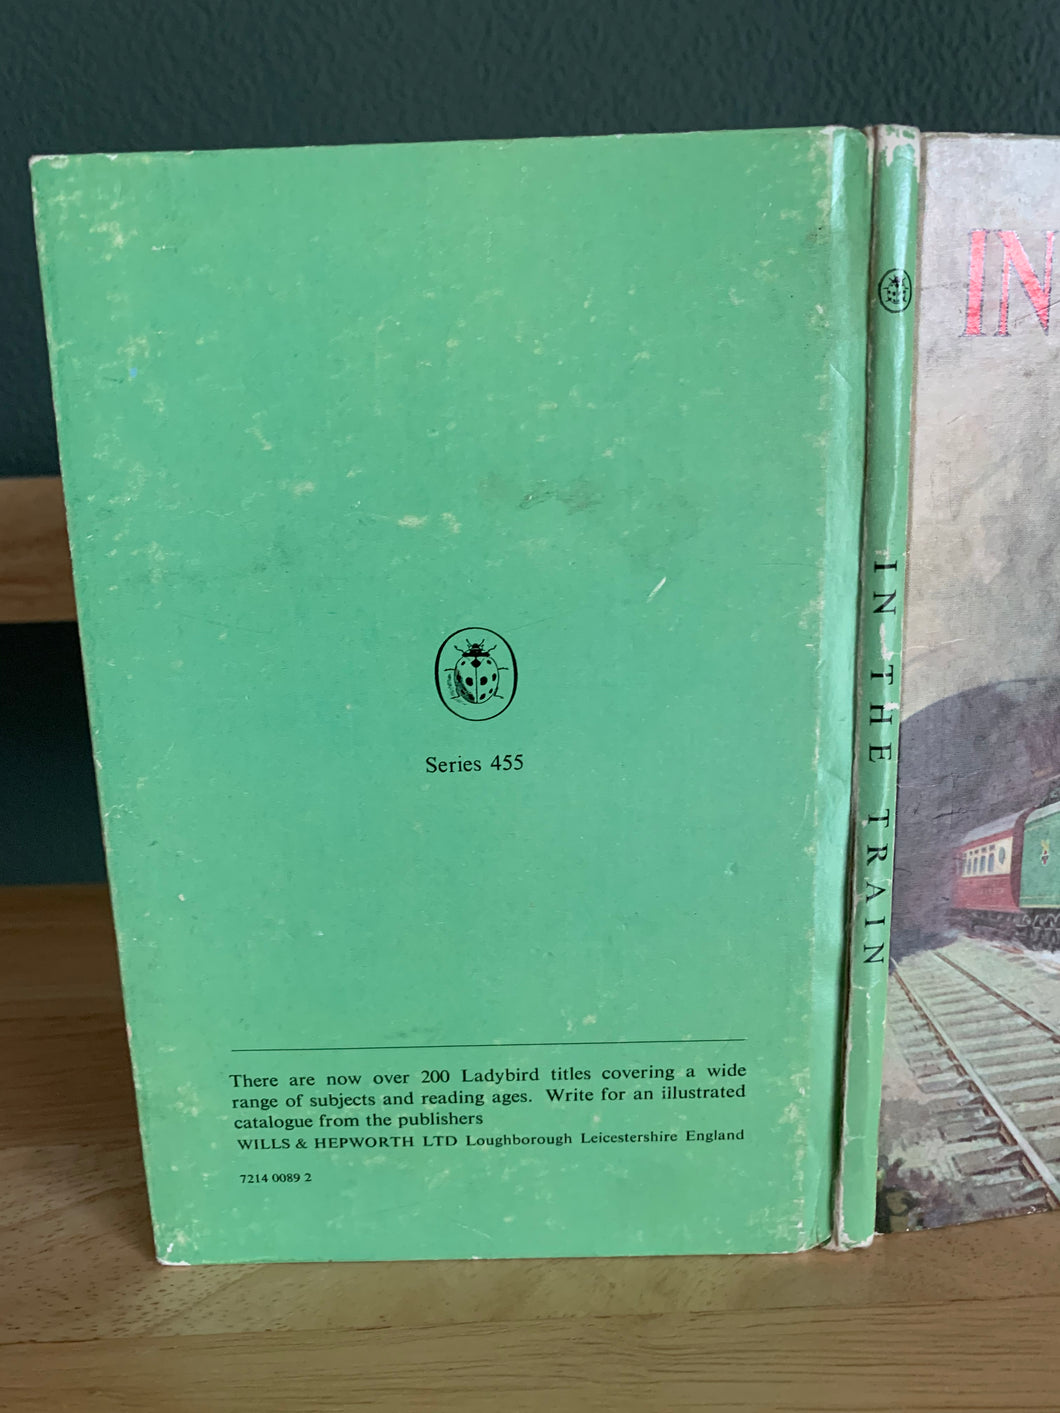 Series 455
There are now over 200 Ladybird titles covering a wide
range of subjects and reading ages. Write for an illustrated
catalogue from the publishers
WILLS & HEPWORTH LTD Loughborough Leicestershire England
7214 0089 2
IN THE TRAIN
IN